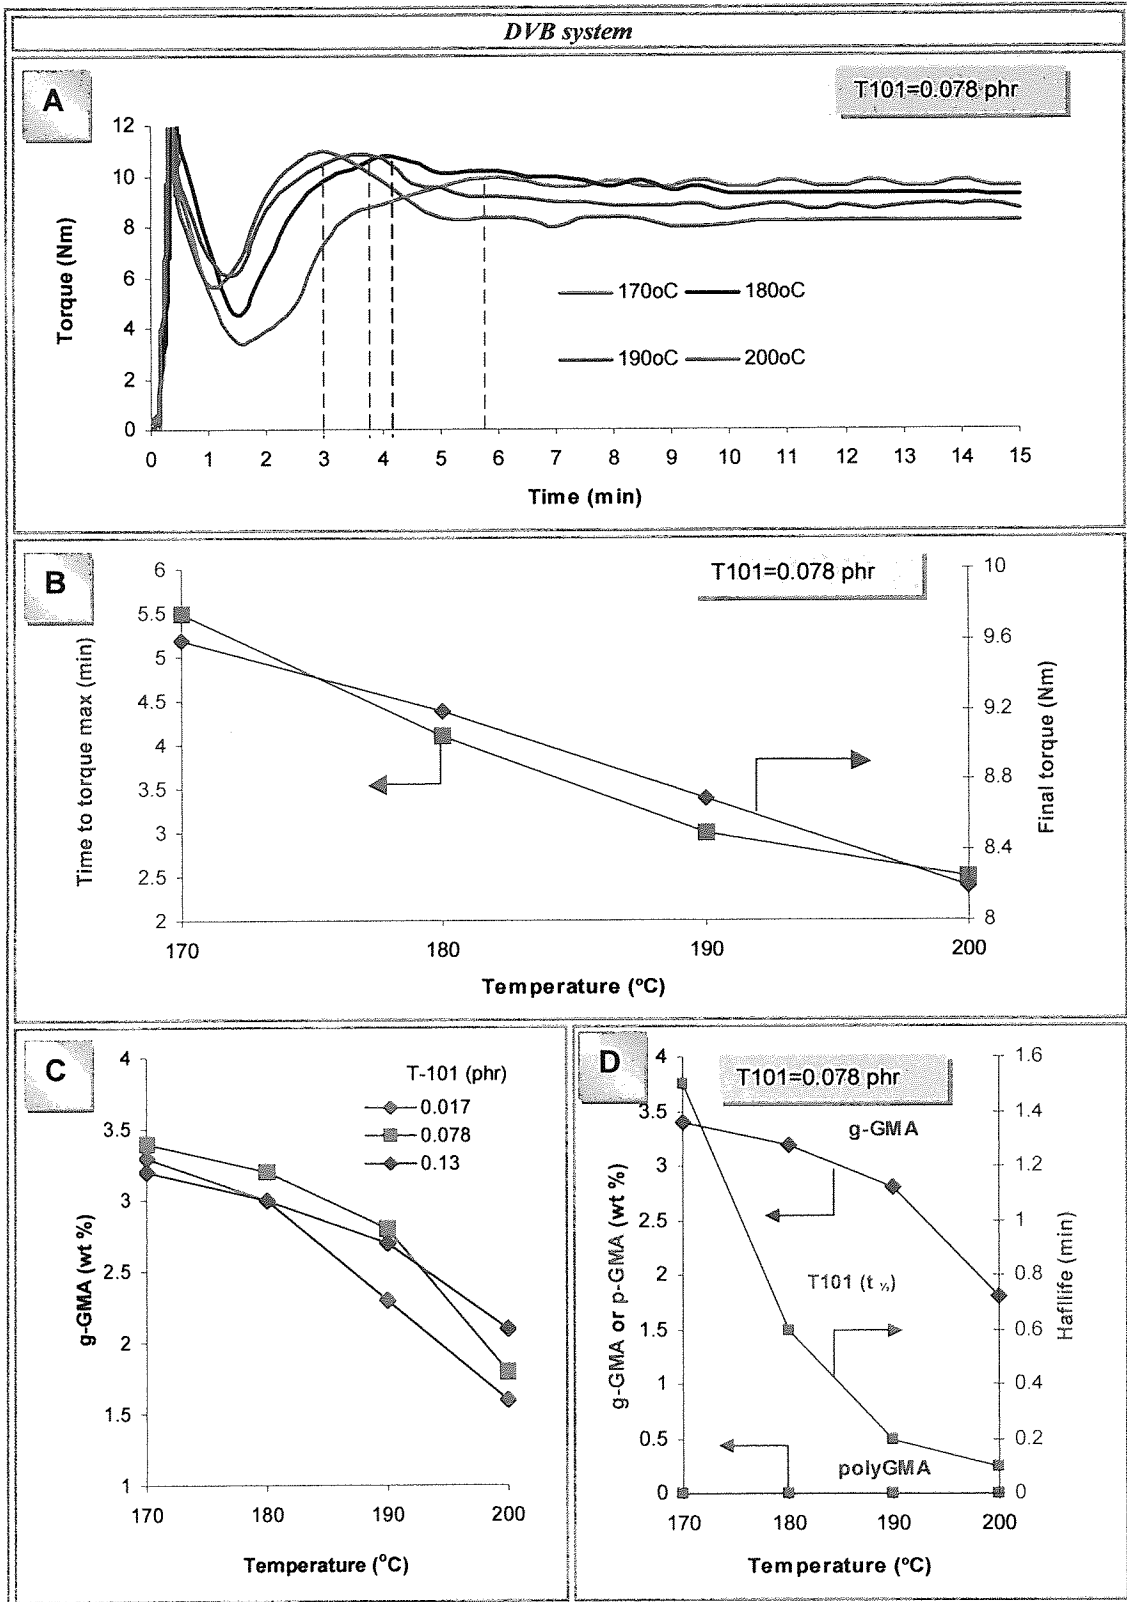 DVB system
A
T101=0.078 phr
12
10
8
6
4
2
0
Torque (Nm)
170oC 180oC
190oC 200oC
0 1 2 3 4 5 6 7 8 9 10 11 12 13 14 15
Time (min)
B
T101=0.078 phr
6
5.5
5
4.5
4
3.5
3
2.5
2
Time to torque max (min)
10
9.6
9.2
8.8
8.4
8
Final torque (Nm)
170 180 190 200
Temperature (ºC)
C
T-101 (phr)
0.017
0.078
0.13
4
3.5
3
2.5
2
1.5
1
g-GMA (wt %)
170 180 190 200
Temperature (°C)
D
T101=0.078 phr
4
3.5
3
2.5
2
1.5
1
0.5
0
g-GMA or p-GMA (wt %)
g-GMA
T101 (t ½)
polyGMA
1.6
1.4
1.2
1
0.8
0.6
0.4
0.2
0
Hafllife (min)
170 180 190 200
Temperature (ºC)